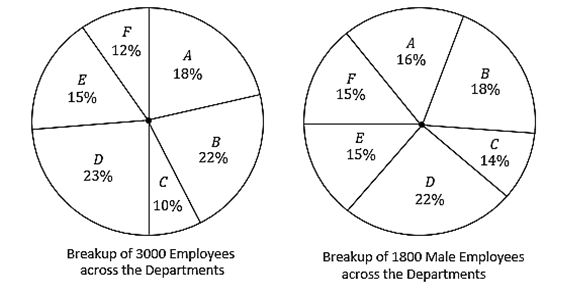 F
12%
A
18%
E
15%
B
22%
D
23%
C
10%
Breakup of 3000 Employees
across the Departments
A
16%
B
18%
F
15%
C
14%
E
15%
D
22%
Breakup of 1800 Male Employees
across the Departments